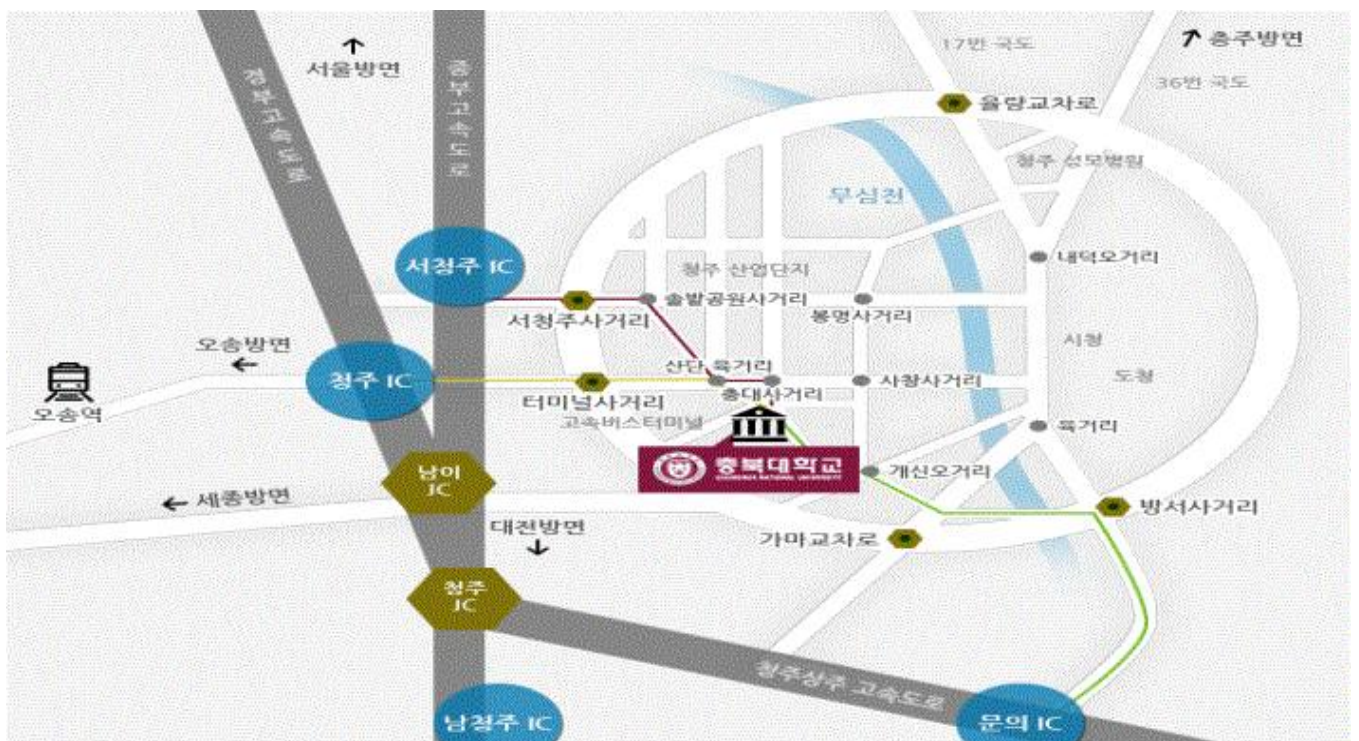 17번 국도
충주방면
서울방면
36번 국도
중부고속도로
율량교차로
청주 성모병원
무심천
서청주 IC
청주 산업단지
내덕오거리
솔밭공원사거리
서청주사거리
봉명사거리
오송방면
시청
산단 육거리
도청
청주 IC
사창사거리
충대사거리
터미널사거리
오송역
고속버스터미널
육거리
충북대학교
CHUNGBUK NATIONAL UNIVERSITY
개신오거리
남이
JC
세종방면
방서사거리
대전방면
가마교차로
청주
JC
청주상주 고속도로
남청주 IC
문의 IC